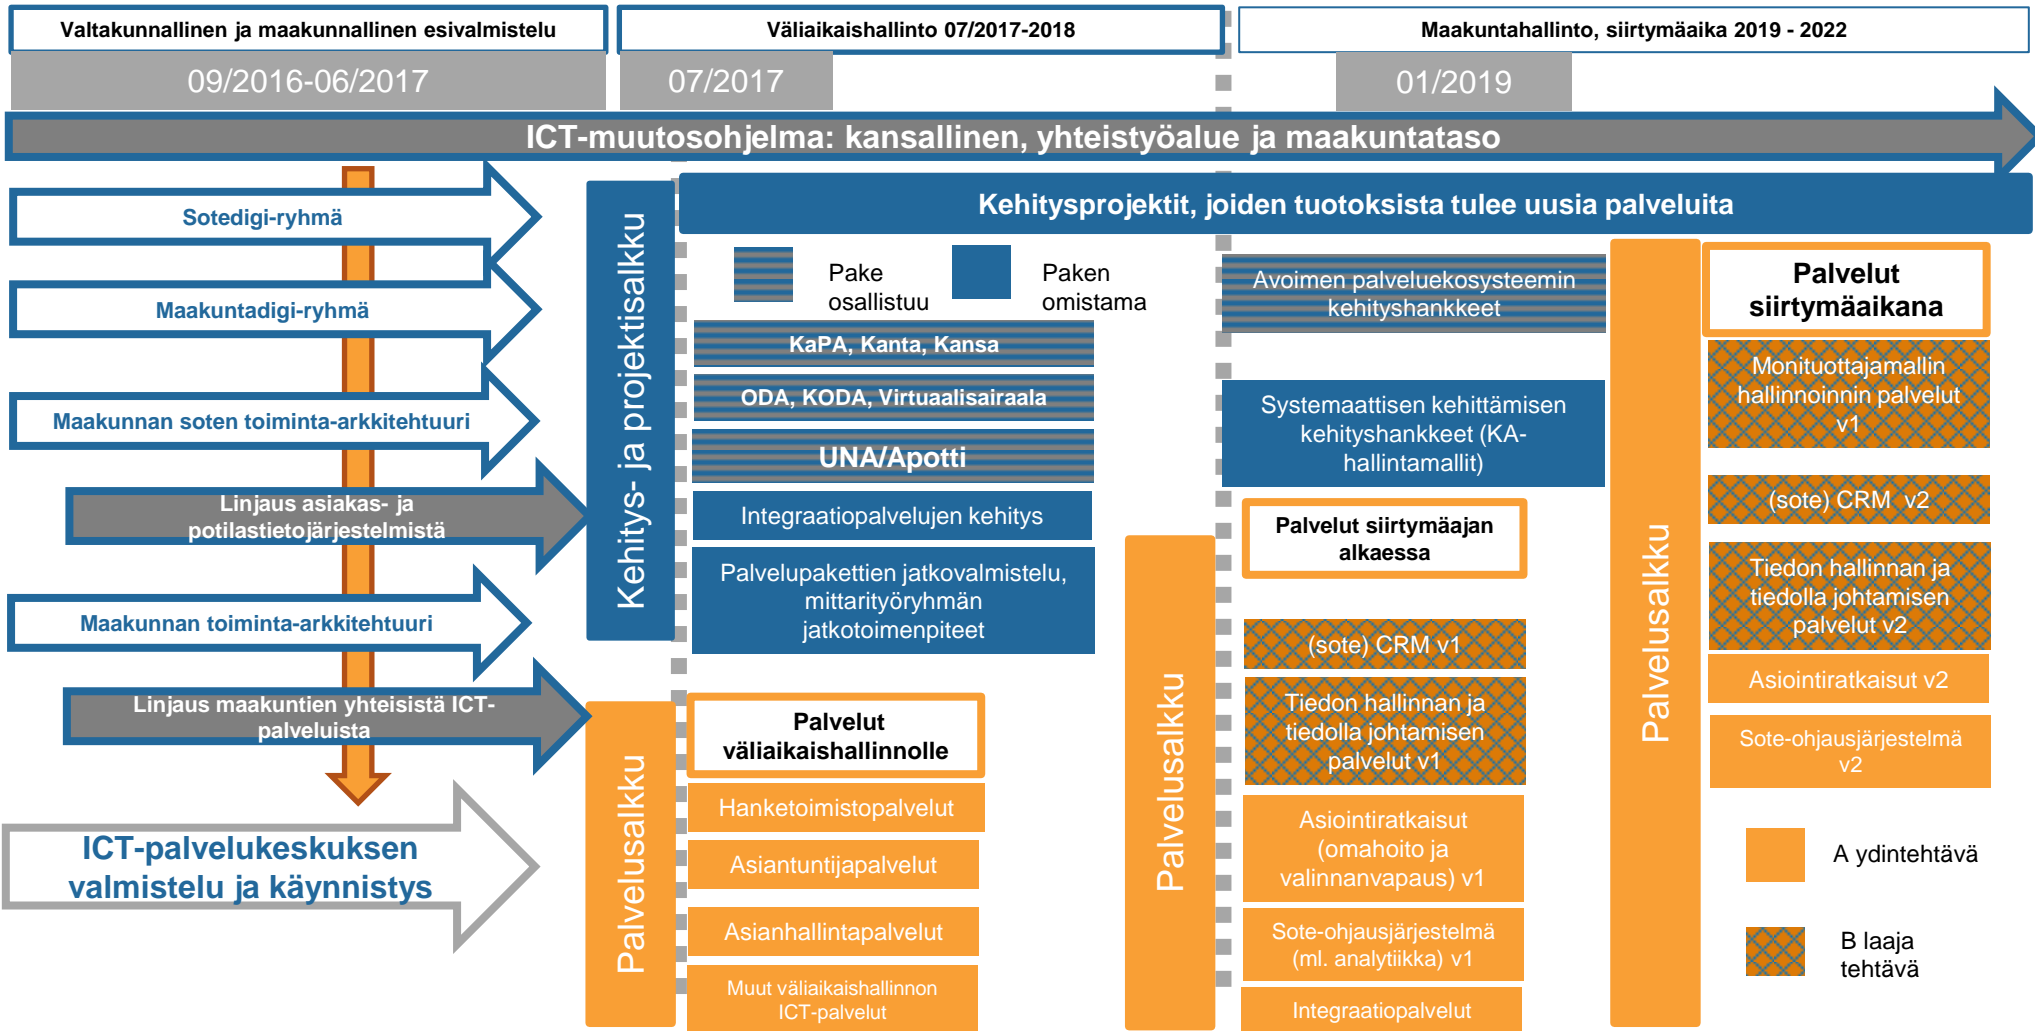 Valtakunnallinen ja maakunnallinen esivalmistelu
Väliaikaishallinto 07/2017-2018
Maakuntahallinto, siirtymäaika 2019 - 2022
09/2016-06/2017
07/2017
01/2019
ICT-muutosohjelma: kansallinen, yhteistyöalue ja maakuntataso
Sotedigi-ryhmä
Maakuntadigi-ryhmä
Maakunnan soten toiminta-arkkitehtuuri
Linjaus asiakas- ja
potilastietojärjestelmistä
Maakunnan toiminta-arkkitehtuuri
Linjaus maakuntien yhteisistä ICT-
palveluista
ICT-palvelukeskuksen
valmistelu ja käynnistys
Kehitys- ja projektisalkku
Kehitysprojektit, joiden tuotoksista tulee uusia palveluita
Pake
osallistuu
Paken
omistama
KaPA, Kanta, Kansa
ODA, KODA, Virtuaalisairaala
UNA/Apotti
Integraatiopalvelujen kehitys
Palvelupakettien jatkovalmistelu,
mittarityöryhmän
jatkotoimenpiteet
Palvelusalkku
Palvelut
väliaikaishallinnolle
Hanketoimistopalvelut
Asiantuntijapalvelut
Asianhallintapalvelut
Muut väliaikaishallinnon
ICT-palvelut
Avoimen palveluekosysteemin
kehityshankkeet
Systemaattisen kehittämisen
kehityshankkeet (KA-
hallintamallit)
Palvelusalkku
Palvelut siirtymäajan
alkaessa
(sote) CRM v1
Tiedon hallinnan ja
tiedolla johtamisen
palvelut v1
Asiointiratkaisut
(omahoito ja
valinnanvapaus) v1
Sote-ohjausjärjestelmä
(ml. analytiikka) v1
Integraatiopalvelut
Palvelusalkku
Palvelut
siirtymäaikana
Monituottajamallin
hallinnoinnin palvelut
v1
(sote) CRM v2
Tiedon hallinnan ja
tiedolla johtamisen
palvelut v2
Asiointiratkaisut v2
Sote-ohjausjärjestelmä
v2
A ydintehtävä
B laaja
tehtävä